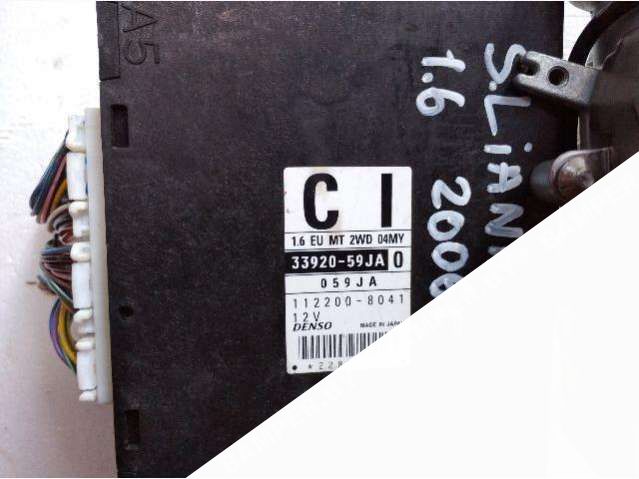 A5
S.LiAN
1.6
200
C I
1.6 EU MT 2WD 04MY
33920-59JA 0
059JA
112200-8041
12V
DENSO MADE IN JAPAN